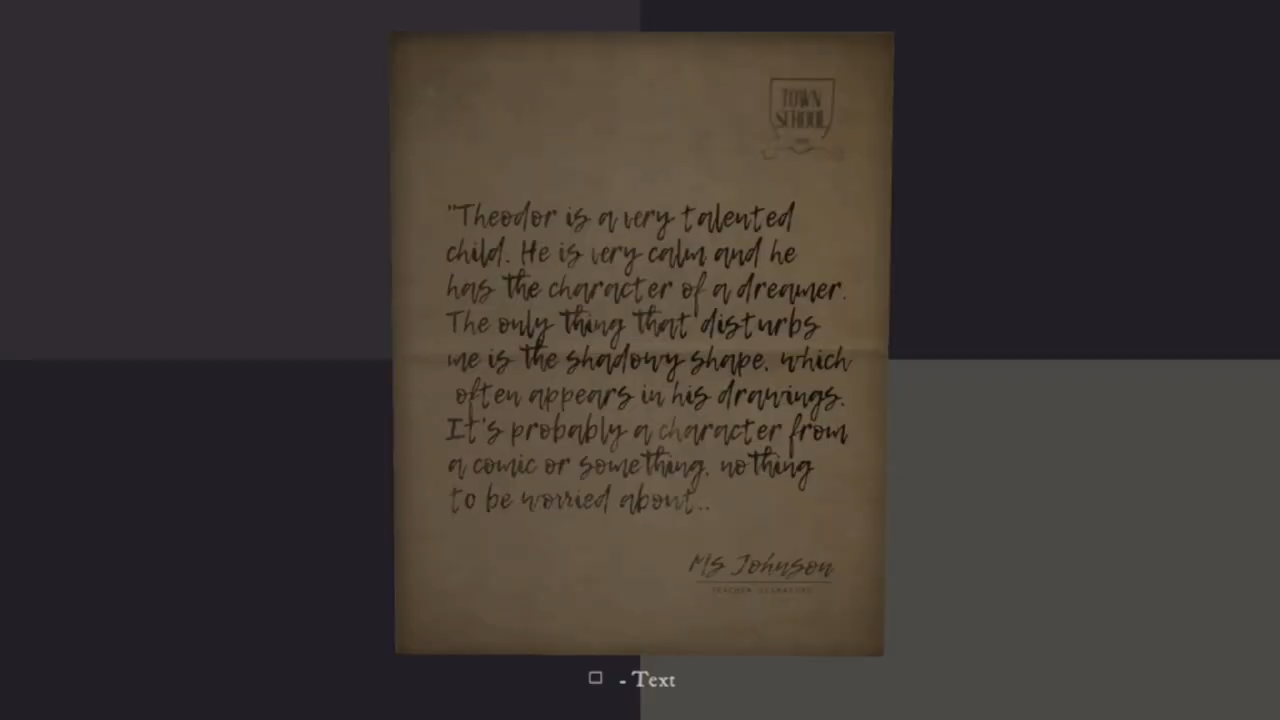 TOWN
SCHOOL
"Theodor is a very talented
child. He is very calm and he
has the character of a dreamer.
The only thing that disturbs
me is the shadowy shape, which
often appears in his drawings.
It's probably a character from
a comic or something, nothing
to be worried about..
Ms Johnson
TEACHER SIGNATURE
- Text